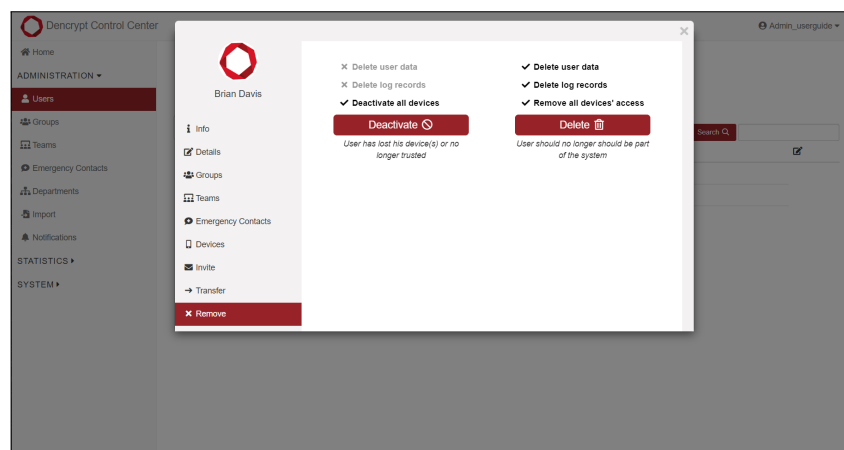 Dencrypt Control Center
Admin_userguide
Home
ADMINISTRATION
Users
Groups
Teams
Emergency Contacts
Departments
Import
Notifications
STATISTICS
SYSTEM
Brian Davis
Info
Details
Groups
Teams
Emergency Contacts
Devices
Invite
Transfer
Remove
Delete user data
Delete log records
Deactivate all devices
Deactivate
User has lost his device(s) or no
longer trusted
Delete user data
Delete log records
Remove all devices' access
Delete
User should no longer should be part
of the system
Search